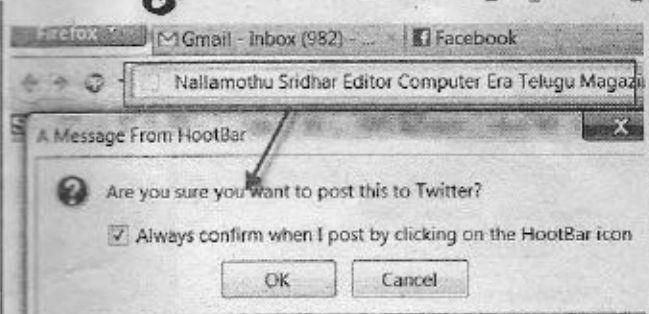 Firefox
Gmail - Inbox (982) - ... Facebook
Nallamothu Sridhar Editor Computer Era Telugu Magazi
A Message From HootBar X
Are you sure you want to post this to Twitter?
Always confirm when I post by clicking on the HootBar icon
OK Cancel